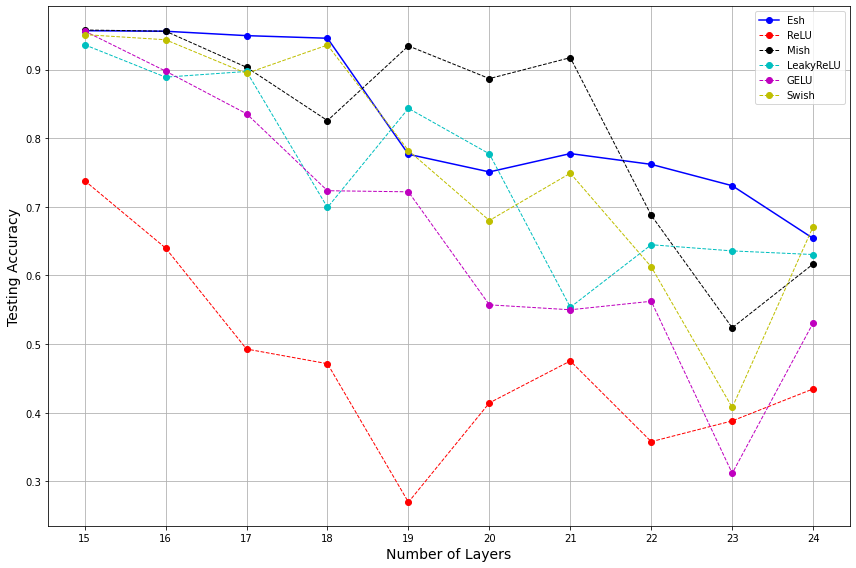 Esh
ReLU
Mish
LeakyReLU
GELU
Swish
0.9
0.8
0.7
0.6
0.5
0.4
0.3
Testing Accuracy
15 16 17 18 19 20 21 22 23 24
Number of Layers